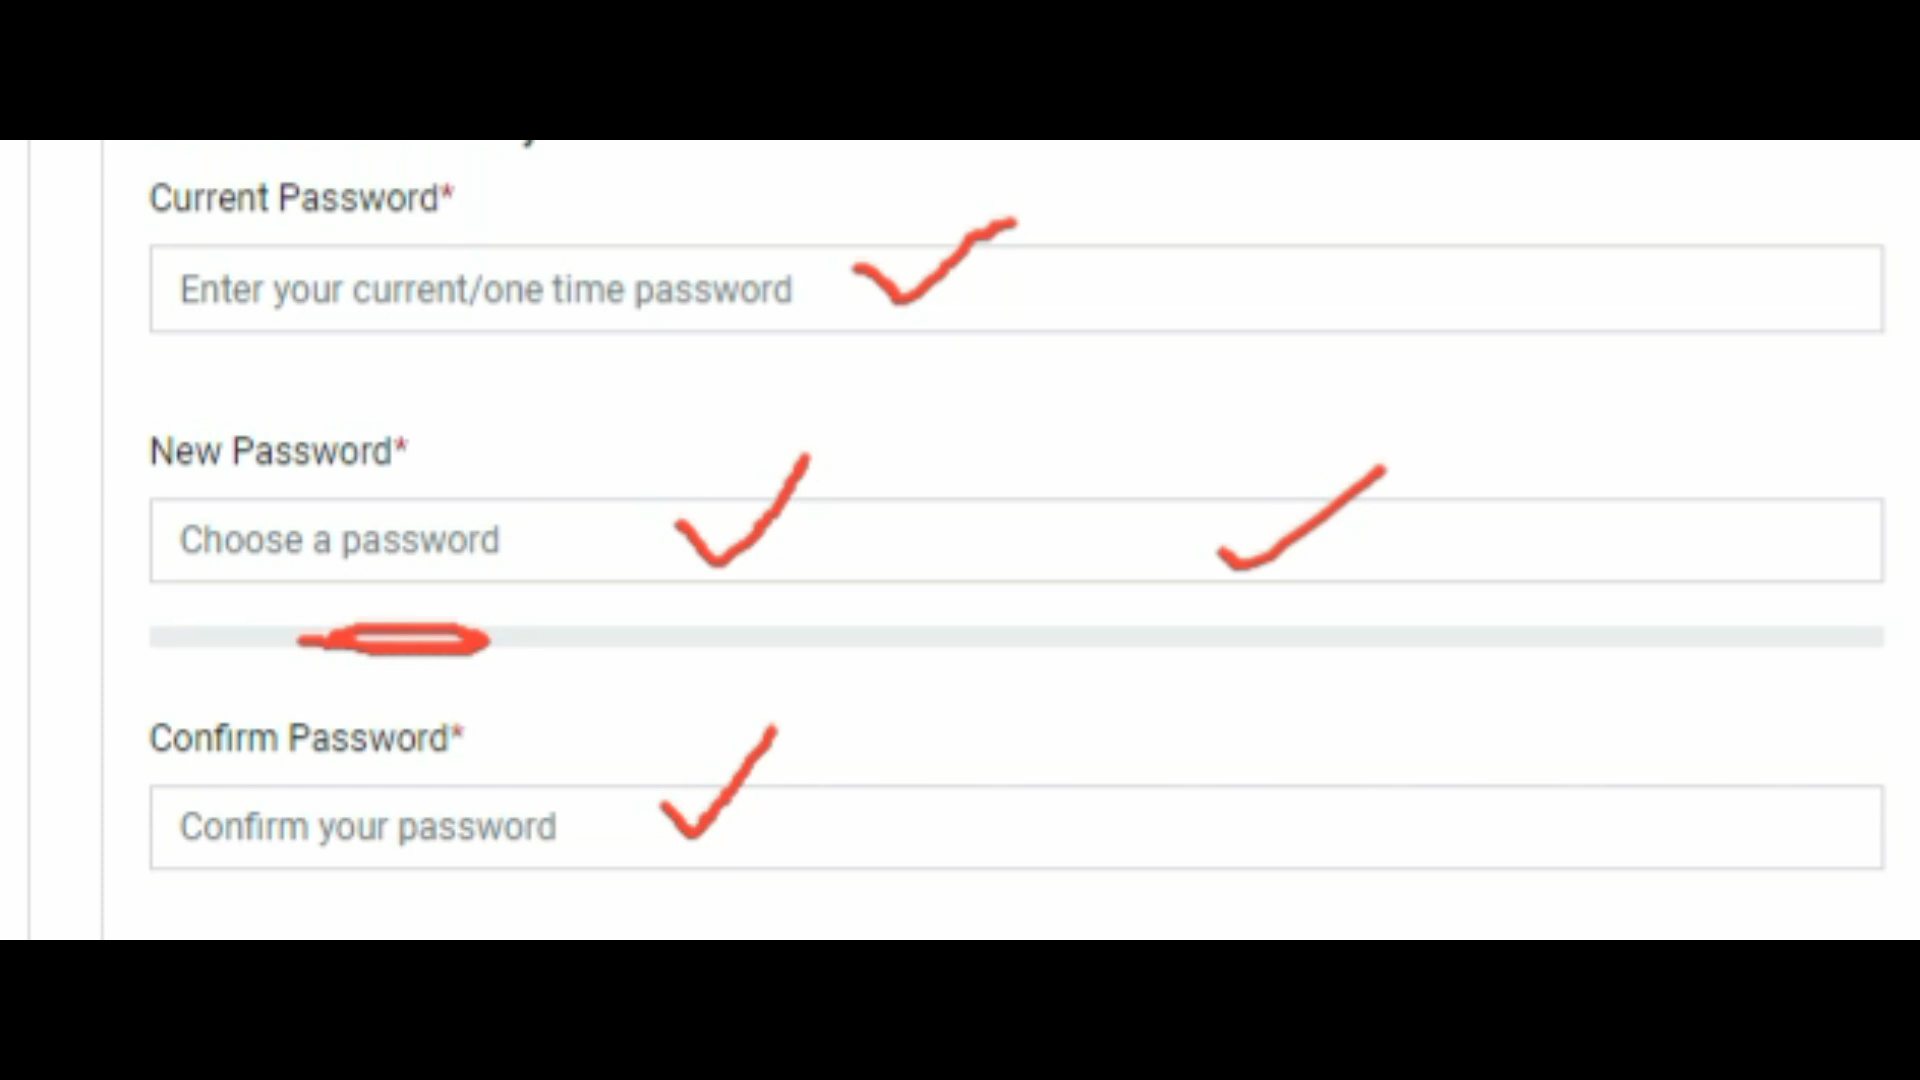 Current Password*
Enter your current/one time password
New Password*
Choose a password
Confirm Password*
Confirm your password